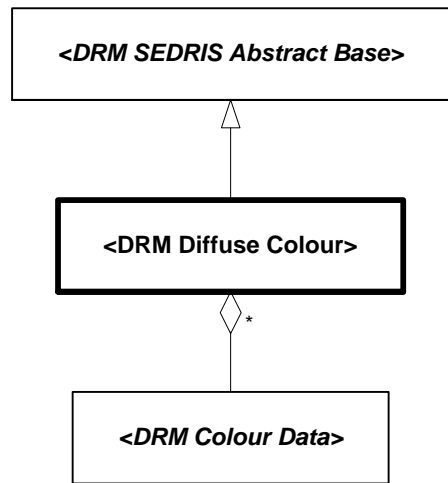 <DRM SEDRIS Abstract Base>
<DRM Diffuse Colour>
*
<DRM Colour Data>